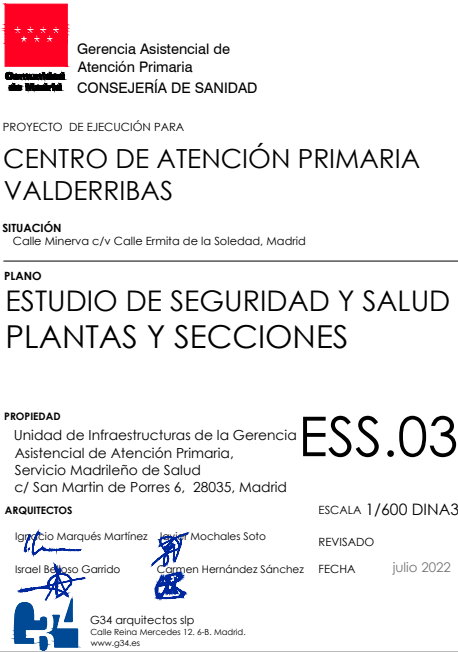 Gerencia Asistencial de
Atención Primaria
CONSEJERÍA DE SANIDAD
Comunidad
de Madrid
PROYECTO DE EJECUCIÓN PARA
CENTRO DE ATENCIÓN PRIMARIA
VALDERRIBAS
SITUACIÓN
Calle Minerva c/v Calle Ermita de la Soledad, Madrid
PLANO
ESTUDIO DE SEGURIDAD Y SALUD
PLANTAS Y SECCIONES
PROPIEDAD
Unidad de Infraestructuras de la Gerencia
Asistencial de Atención Primaria,
Servicio Madrileño de Salud
c/ San Martin de Porres 6, 28035, Madrid
ESS.03
ARQUITECTOS
ESCALA 1/600 DINA3
Ignacio Marqués Martínez Javier Mochales Soto
REVISADO
Israel Belloso Garrido Carmen Hernández Sánchez
FECHA julio 2022
G34
G34 arquitectos slp
Calle Reina Mercedes 12. 6-B. Madrid.
www.g34.es